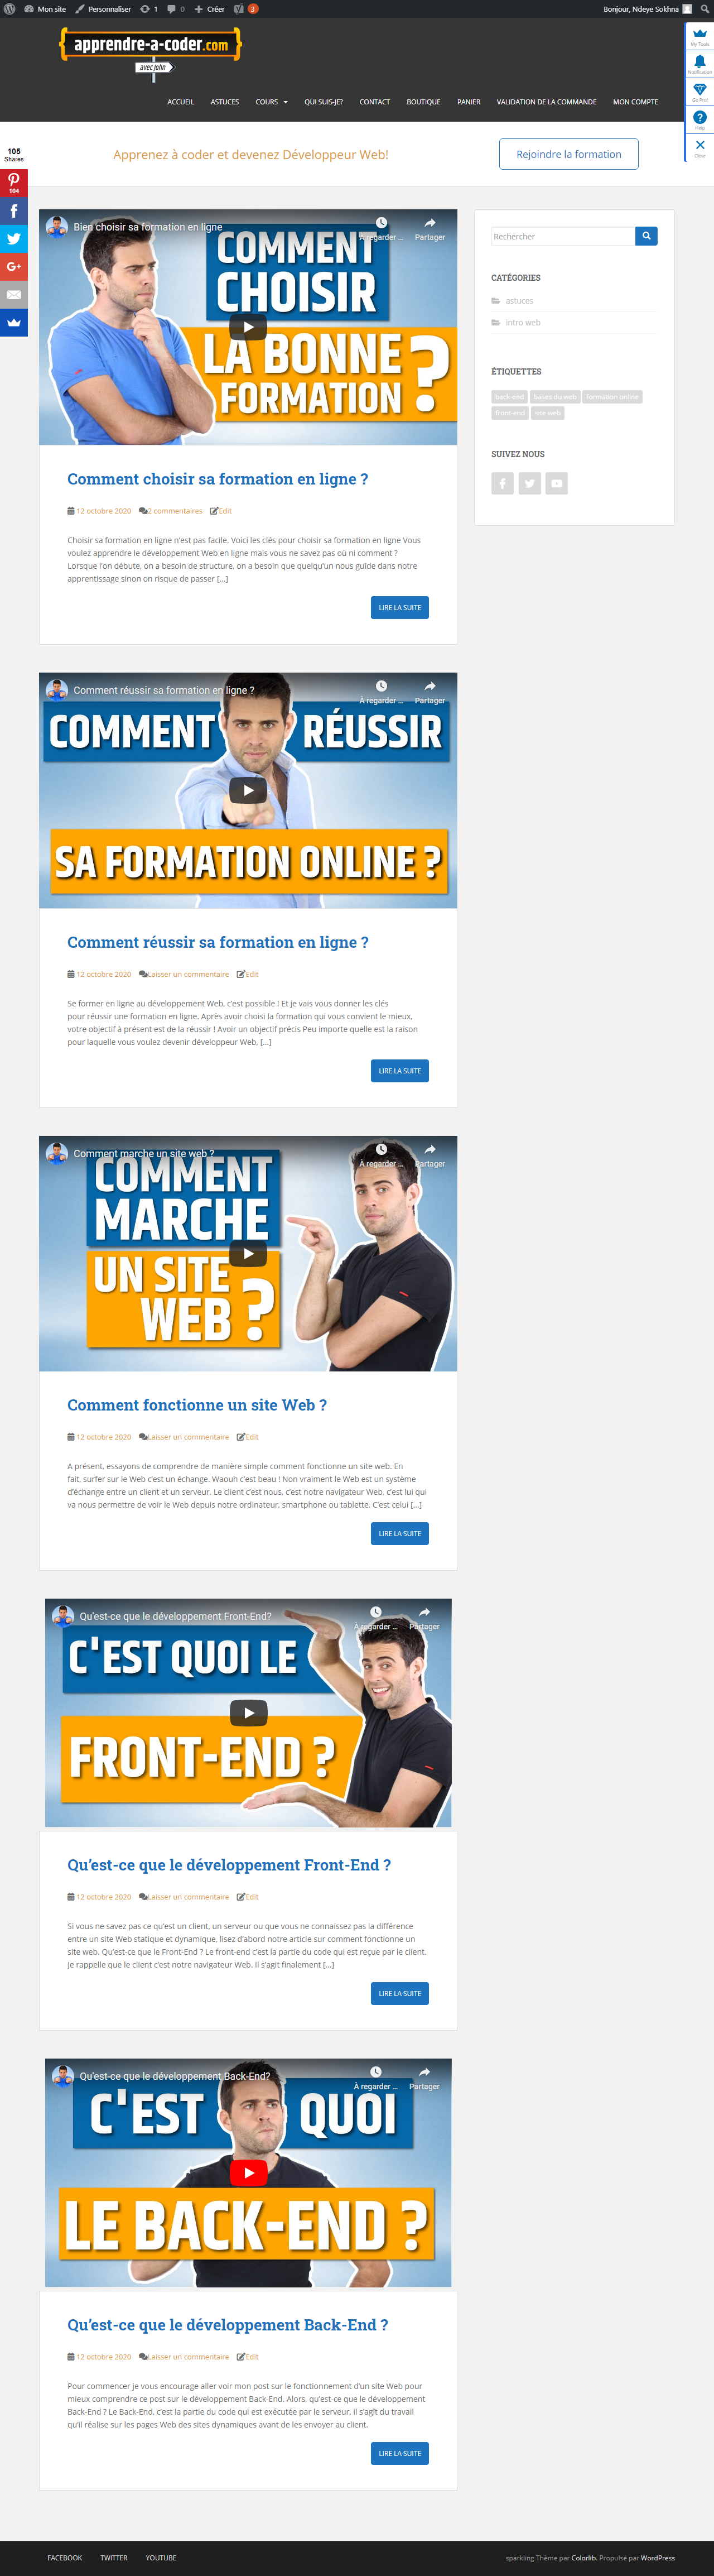 Mon site Personnaliser 1 0 Créer 3 Bonjour, Ndeye Sokhna
apprendre-a-coder.com
avec John
My Tools
Notification
Go Pro!
Help
Close
ACCUEIL ASTUCES COURS QUI SUIS-JE? CONTACT BOUTIQUE PANIER VALIDATION DE LA COMMANDE MON COMPTE
105
Shares
104
Apprenez à coder et devenez Développeur Web!
Rejoindre la formation
Bien choisir sa formation en ligne
À regarder ... Partager
COMMENT
CHOISIR
LA BONNE
FORMATION ?
Comment choisir sa formation en ligne ?
12 octobre 2020 2 commentaires Edit
Choisir sa formation en ligne n’est pas facile. Voici les clés pour choisir sa formation en ligne Vous
voulez apprendre le développement Web en ligne mais vous ne savez pas où ni comment ?
Lorsque l’on débute, on a besoin de structure, on a besoin que quelqu’un nous guide dans notre
apprentissage sinon on risque de passer […]
LIRE LA SUITE
Rechercher
CATÉGORIES
astuces
intro web
ÉTIQUETTES
back-end bases du web formation online
front-end site web
SUIVEZ NOUS
Comment réussir sa formation en ligne ?
À regarder ... Partager
COMMENT RÉUSSIR
SA FORMATION ONLINE ?
Comment réussir sa formation en ligne ?
12 octobre 2020 Laisser un commentaire Edit
Se former en ligne au développement Web, c’est possible ! Et je vais vous donner les clés
pour réussir une formation en ligne. Après avoir choisi la formation qui vous convient le mieux,
votre objectif à présent est de la réussir ! Avoir un objectif précis Peu importe quelle est la raison
pour laquelle vous voulez devenir développeur Web, […]
LIRE LA SUITE
Comment marche un site web ?
À regarder ... Partager
COMMENT
MARCHE
UN SITE
WEB ?
Comment fonctionne un site Web ?
12 octobre 2020 Laisser un commentaire Edit
A présent, essayons de comprendre de manière simple comment fonctionne un site web. En
fait, surfer sur le Web c’est un échange. Waouh c’est beau ! Non vraiment le Web est un système
d’échange entre un client et un serveur. Le client c’est nous, c’est notre navigateur Web, c’est lui qui
va nous permettre de voir le Web depuis notre ordinateur, smartphone ou tablette. C’est celui […]
LIRE LA SUITE
Qu'est-ce que le développement Front-End?
À regarder ... Partager
C'EST QUOI LE
FRONT-END ?
Qu’est-ce que le développement Front-End ?
12 octobre 2020 Laisser un commentaire Edit
Si vous ne savez pas ce qu’est un client, un serveur ou que vous ne connaissez pas la différence
entre un site Web statique et dynamique, lisez d’abord notre article sur comment fonctionne un
site web. Qu’est-ce que le Front-End ? Le front-end c’est la partie du code qui est reçue par le client.
Je rappelle que le client c’est notre navigateur Web. Il s’agit finalement […]
LIRE LA SUITE
Qu'est-ce que le développement Back-End?
À regarder ... Partager
C'EST QUOI
LE BACK-END ?
Qu’est-ce que le développement Back-End ?
12 octobre 2020 Laisser un commentaire Edit
Pour commencer je vous encourage aller voir mon post sur le fonctionnement d’un site Web pour
mieux comprendre ce post sur le développement Back-End. Alors, qu’est-ce que le développement
Back-End ? Le Back-End, c’est la partie du code qui est exécutée par le serveur, il s’agît du travail
qu’il réalise sur les pages Web des sites dynamiques avant de les envoyer au client.
LIRE LA SUITE
FACEBOOK TWITTER YOUTUBE
sparkling Thème par Colorlib. Propulsé par WordPress